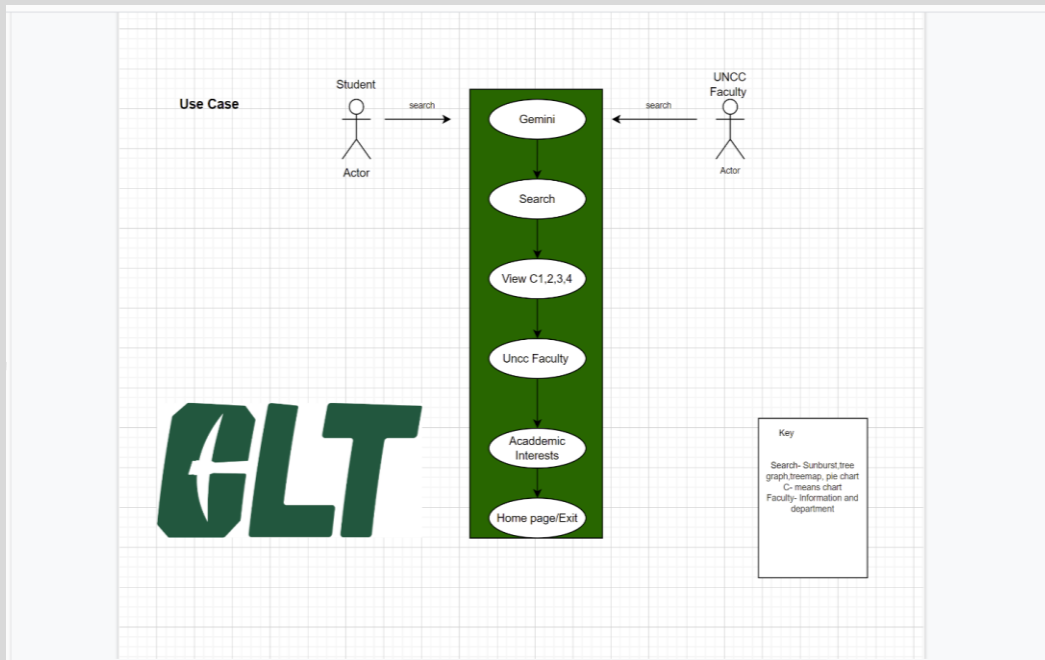 Use Case
Student
search
Actor
UNCC
Faculty
search
Actor
Gemini
Search
View C1,2,3,4
Uncc Faculty
Acaddemic
Interests
Home page/Exit
CLT
Key
Search- Sunburst,tree
graph,treemap, pie chart
C- means chart
Faculty- Information and
department